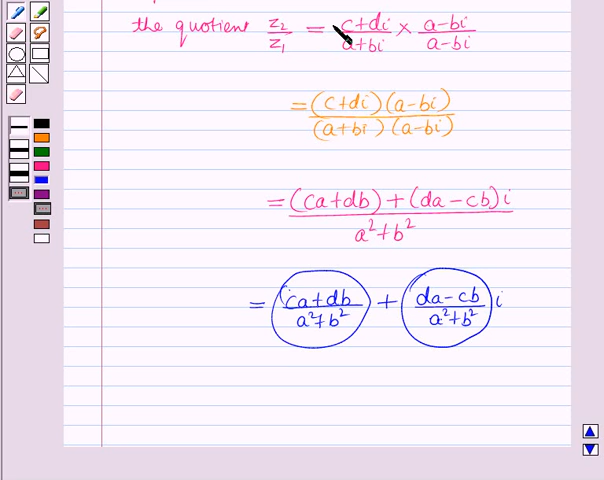 the quotient z₂/z₁ = c+di/a+bi × a-bi/a-bi
= (c+di)(a-bi)/(a+bi)(a-bi)
= (ca+db)+(da-cb)i/a²+b²
= ca+db/a²+b² + da-cb/a²+b² i